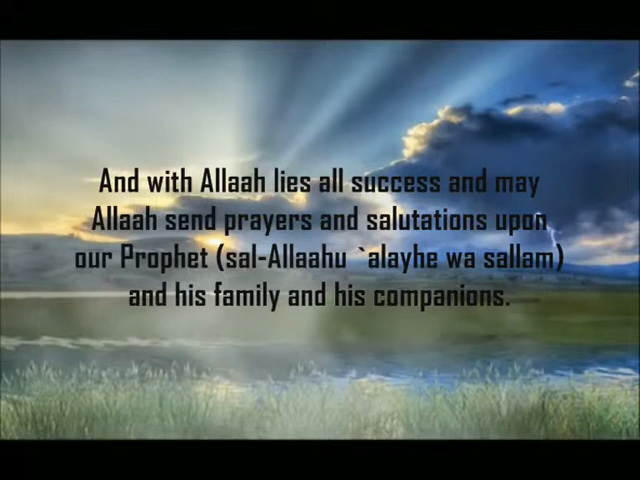 And with Allaah lies all success and may
Allaah send prayers and salutations upon
our Prophet (sal-Allaahu `alayhe wa sallam)
and his family and his companions.